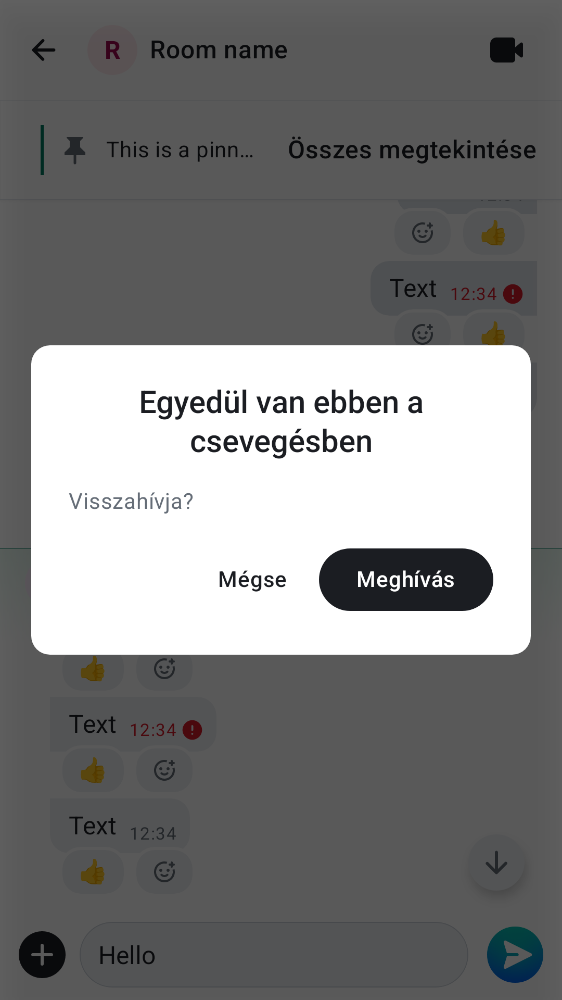 R Room name
This is a pinn… Összes megtekintése
Text 12:34
Egyedül van ebben a
csevegésben
Visszahívja?
Mégse Meghívás
Text 12:34
Text 12:34
Hello